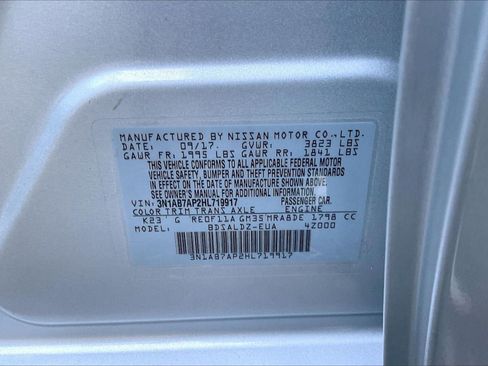 MANUFACTURED BY NISSAN MOTOR CO.,LTD.
DATE: 09/17. GVWR: 3823 LBS
GAWR FR: 1995 LBS GAWR RR: 1841 LBS
THIS VEHICLE CONFORMS TO ALL APPLICABLE FEDERAL MOTOR
VEHICLE SAFETY, BUMPER AND THEFT PREVENTION STANDARDS
IN EFFECT ON THE DATE OF MANUFACTURE SHOWN ABOVE.
SEE OWNER'S MANUAL FOR ADDITIONAL INFORMATION.
VIN: 3N1AB7AP2HL719917 PASSENGER CAR.
COLOR TRIM TRANS AXLE ENGINE
K23 G RE0F11A GM35 MRA8DE 1798 CC
MODEL: BDSALDZ-EUA 4Z000
3N1AB7AP2HL719917